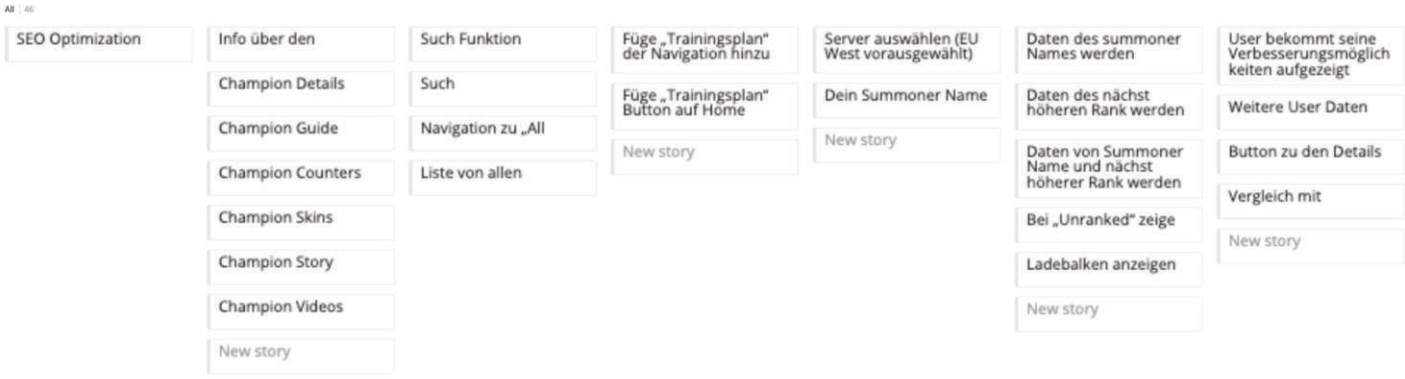 All | 46
SEO Optimization
Info über den
Champion Details
Champion Guide
Champion Counters
Champion Skins
Champion Story
Champion Videos
New story
Such Funktion
Such
Navigation zu „All
Liste von allen
Füge „Trainingsplan“
der Navigation hinzu
Füge „Trainingsplan“
Button auf Home
New story
Server auswählen (EU
West vorausgewählt)
Dein Summoner Name
New story
Daten des summoner
Names werden
Daten des nächst
höheren Rank werden
Daten von Summoner
Name und nächst
höherer Rank werden
Bei „Unranked“ zeige
Ladebalken anzeigen
New story
User bekommt seine
Verbesserungsmöglich
keiten aufgezeigt
Weitere User Daten
Button zu den Details
Vergleich mit
New story